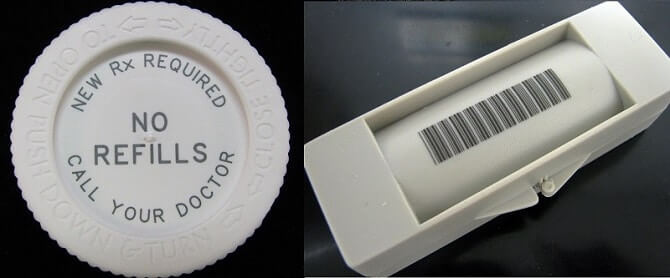 TO OPEN PUSH DOWN & TURN
CLOSE TIGHTLY
NEW Rx REQUIRED
NO
REFILLS
CALL YOUR DOCTOR